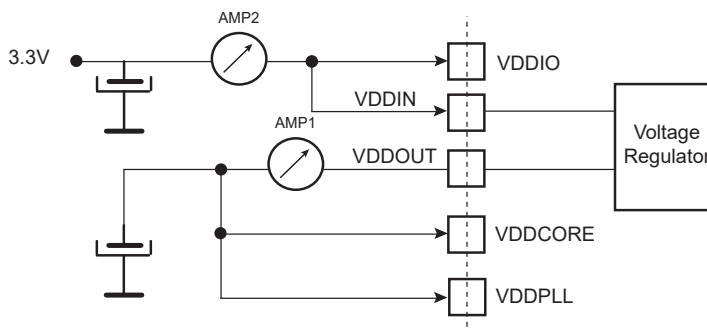 AMP2
3.3V
VDDIO
VDDIN
Voltage
Regulator
AMP1
VDDOUT
VDDCORE
VDDPLL